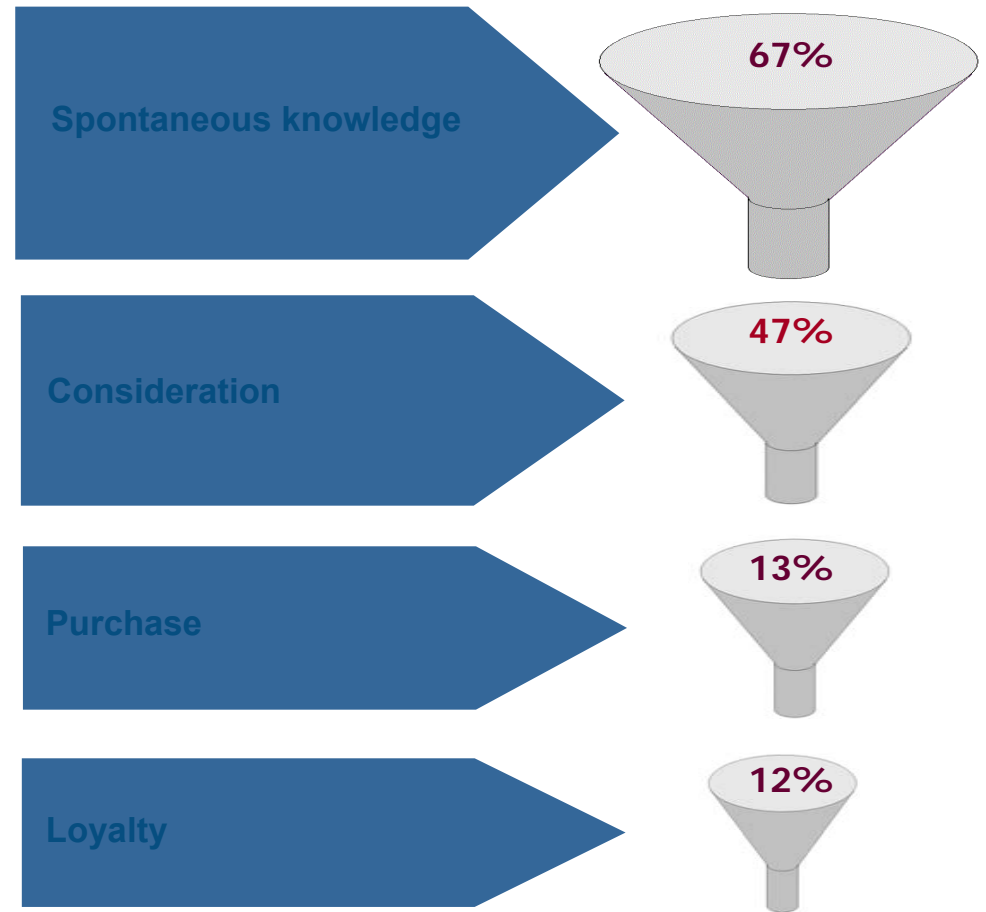 Spontaneous knowledge
67%
Consideration
47%
Purchase
13%
Loyalty
12%